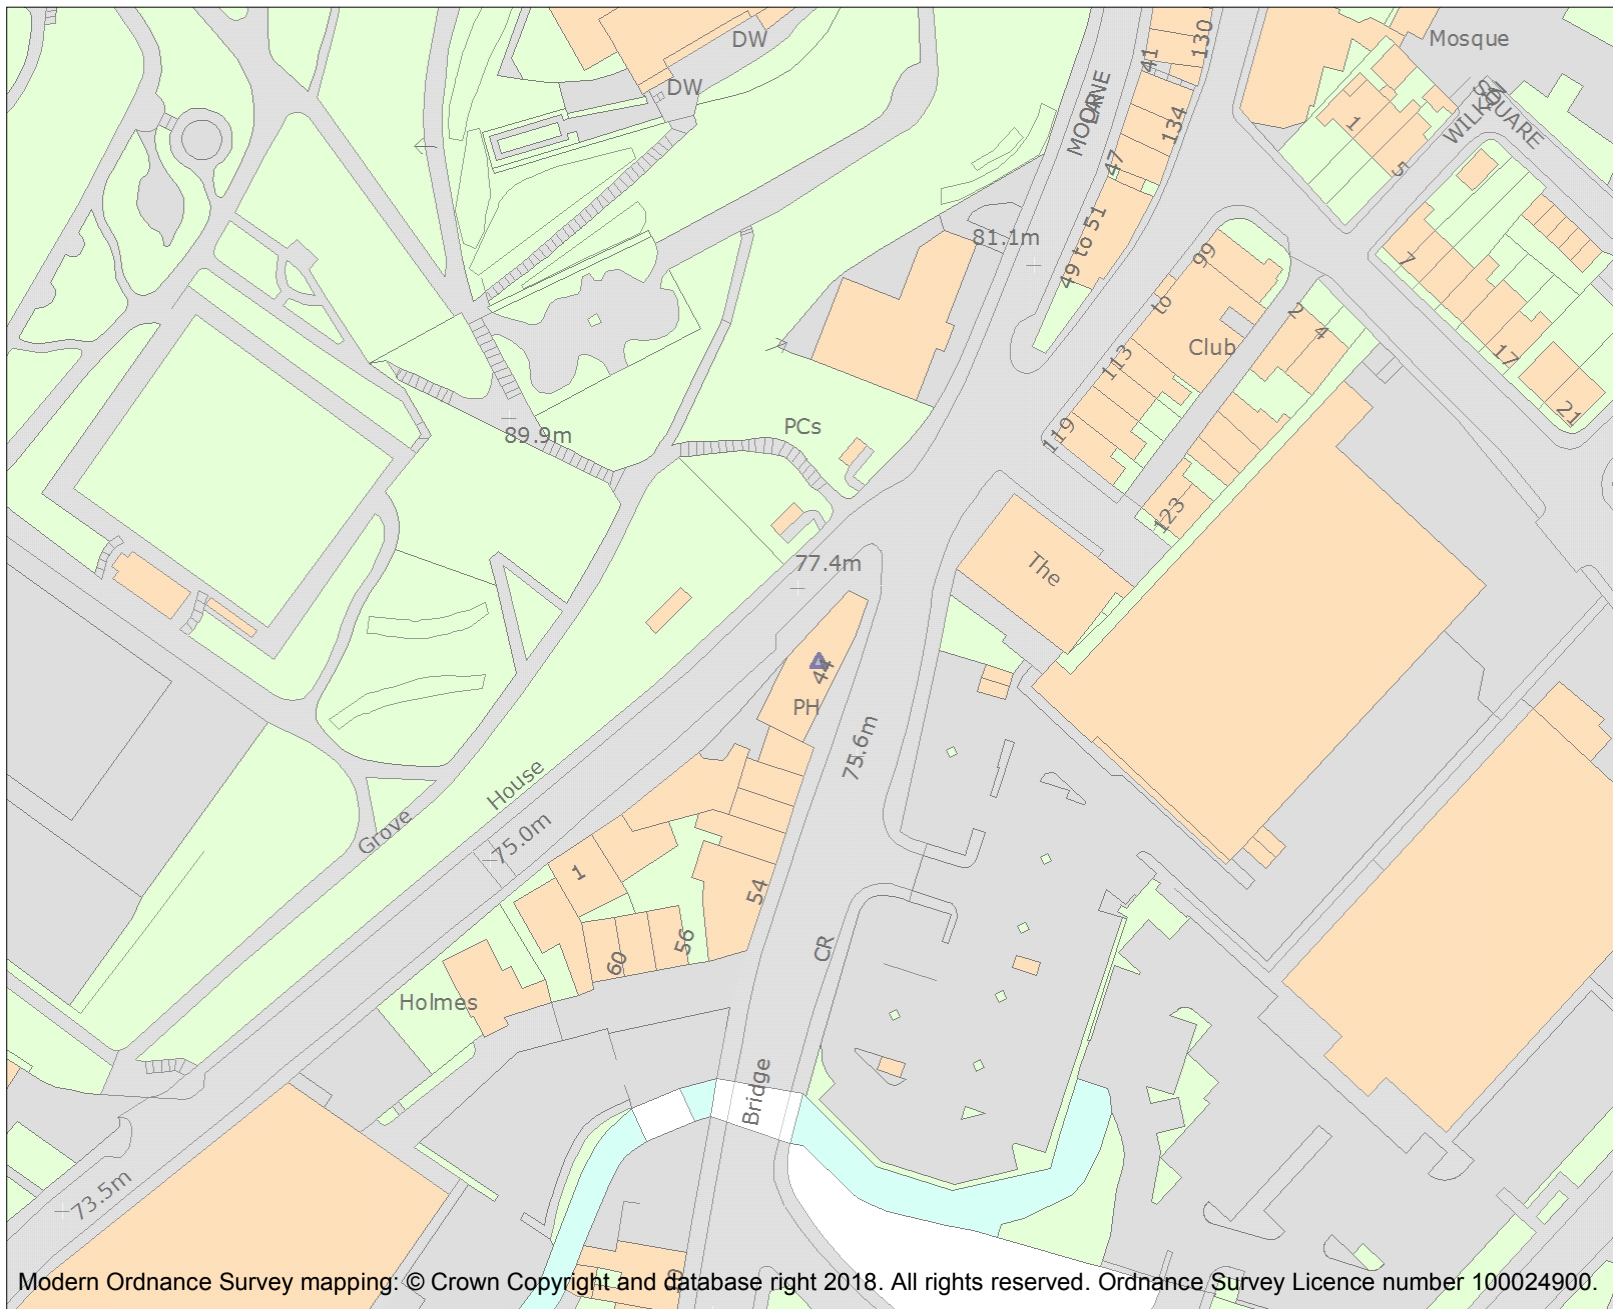 DW
DW
41
130
Mosque
MOOR LANE
134
47
1
5
WILKIN SQUARE
81.1m
49 to 51
99
to
Club
113
119
2
4
7
17
21
123
89.9m
PCs
77.4m
The
44
PH
75.6m
House
Grove
75.0m
1
54
56
60
CR
Holmes
Bridge
73.5m
Modern Ordnance Survey mapping: © Crown Copyright and database right 2018. All rights reserved. Ordnance Survey Licence number 100024900.